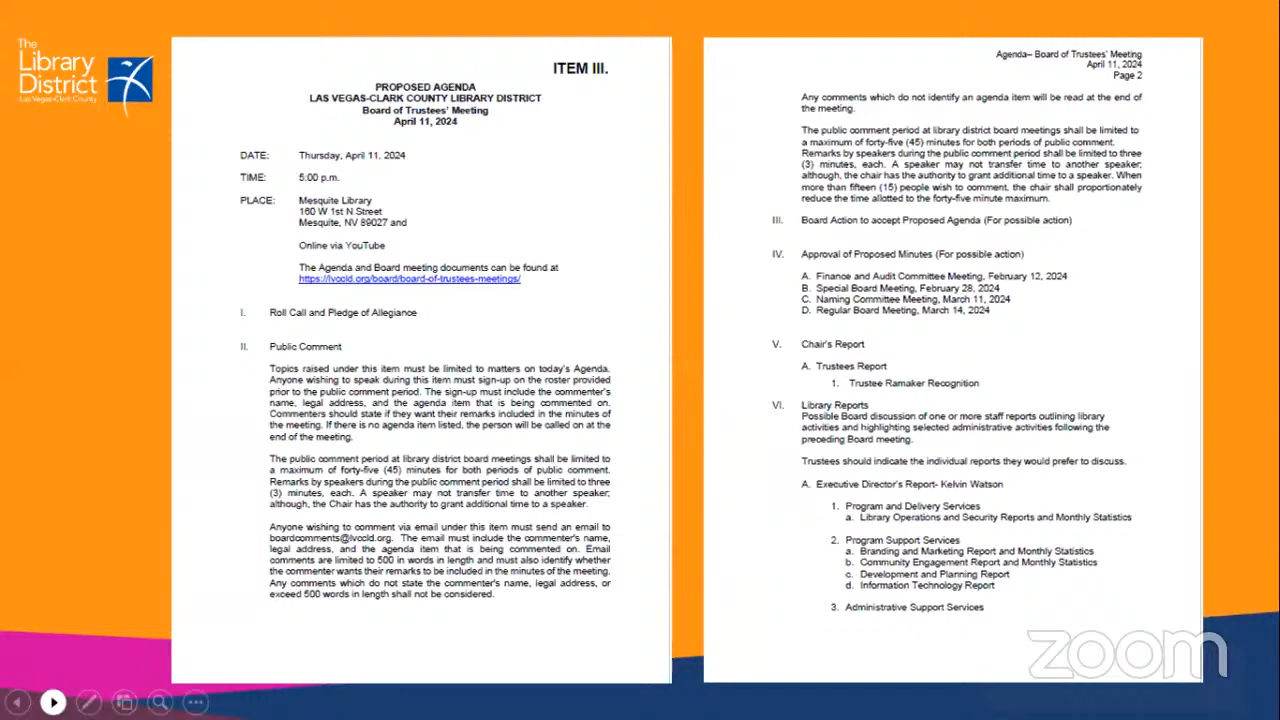 The
Library
District
Las Vegas-Clark County
ITEM III.
PROPOSED AGENDA
LAS VEGAS-CLARK COUNTY LIBRARY DISTRICT
Board of Trustees' Meeting
April 11, 2024
DATE: Thursday, April 11, 2024
TIME: 5:00 p.m.
PLACE: Mesquite Library
160 W 1st N Street
Mesquite, NV 89027 and
Online via YouTube
The Agenda and Board meeting documents can be found at
https://lvccld.org/board/board-of-trustees-meetings/
I. Roll Call and Pledge of Allegiance
II. Public Comment
Topics raised under this item must be limited to matters on today's Agenda.
Anyone wishing to speak during this item must sign-up on the roster provided
prior to the public comment period. The sign-up must include the commenter's
name, legal address, and the agenda item that is being commented on.
Commenters should state if they want their remarks included in the minutes of
the meeting. If there is no agenda item listed, the person will be called on at the
end of the meeting.
The public comment period at library district board meetings shall be limited to
a maximum of forty-five (45) minutes for both periods of public comment.
Remarks by speakers during the public comment period shall be limited to three
(3) minutes, each. A speaker may not transfer time to another speaker;
although, the Chair has the authority to grant additional time to a speaker.
Anyone wishing to comment via email under this item must send an email to
boardcomments@lvccld.org. The email must include the commenter's name,
legal address, and the agenda item that is being commented on. Email
comments are limited to 500 in words in length and must also identify whether
the commenter wants their remarks to be included in the minutes of the meeting.
Any comments which do not state the commenter's name, legal address, or
exceed 500 words in length shall not be considered.
Agenda– Board of Trustees' Meeting
April 11, 2024
Page 2
Any comments which do not identify an agenda item will be read at the end of
the meeting.
The public comment period at library district board meetings shall be limited to
a maximum of forty-five (45) minutes for both periods of public comment.
Remarks by speakers during the public comment period shall be limited to three
(3) minutes, each. A speaker may not transfer time to another speaker;
although, the chair has the authority to grant additional time to a speaker. When
more than fifteen (15) people wish to comment, the chair shall proportionately
reduce the time allotted to the forty-five minute maximum.
III. Board Action to accept Proposed Agenda (For possible action)
IV. Approval of Proposed Minutes (For possible action)
A. Finance and Audit Committee Meeting, February 12, 2024
B. Special Board Meeting, February 28, 2024
C. Naming Committee Meeting, March 11, 2024
D. Regular Board Meeting, March 14, 2024
V. Chair's Report
A. Trustees Report
1. Trustee Ramaker Recognition
VI. Library Reports
Possible Board discussion of one or more staff reports outlining library
activities and highlighting selected administrative activities following the
preceding Board meeting.
Trustees should indicate the individual reports they would prefer to discuss.
A. Executive Director's Report- Kelvin Watson
1. Program and Delivery Services
a. Library Operations and Security Reports and Monthly Statistics
2. Program Support Services
a. Branding and Marketing Report and Monthly Statistics
b. Community Engagement Report and Monthly Statistics
c. Development and Planning Report
d. Information Technology Report
3. Administrative Support Services
zoom